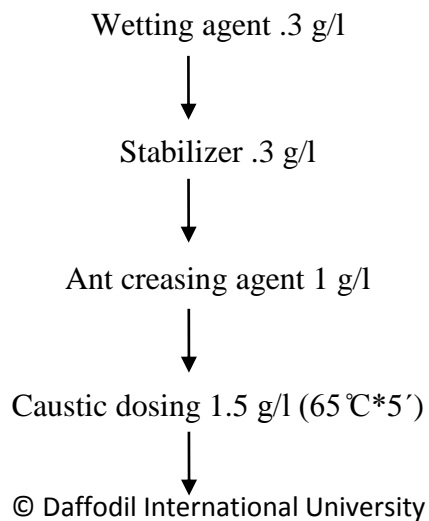 Wetting agent .3 g/l
Stabilizer .3 g/l
Ant creasing agent 1 g/l
Caustic dosing 1.5 g/l (65℃*5´)
© Daffodil International University